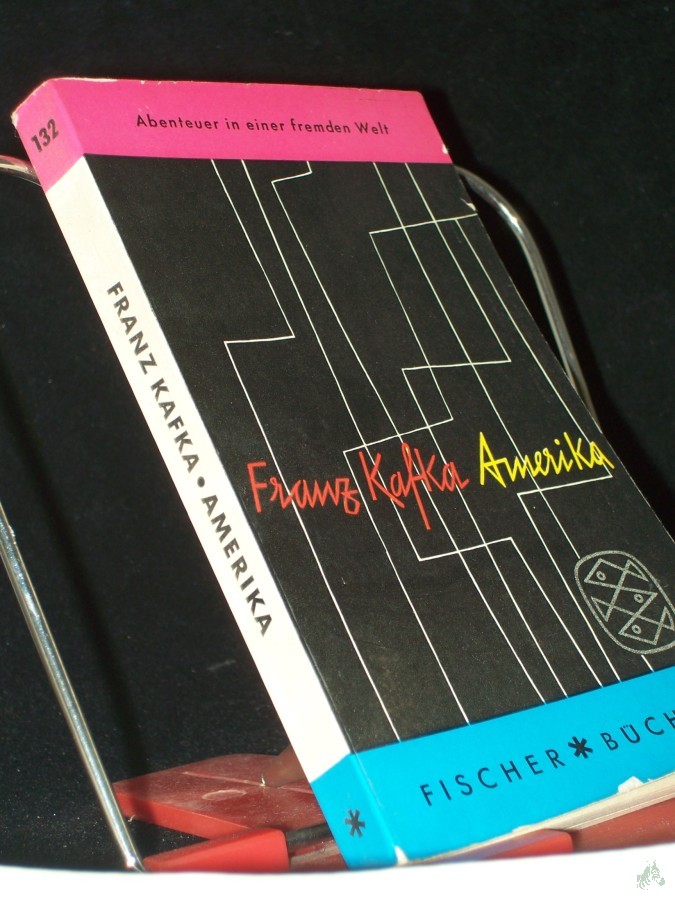 132
Abenteuer in einer fremden Welt
FRANZ KAFKA • AMERIKA
Franz Kafka Amerika
FISCHER * BÜCH
*